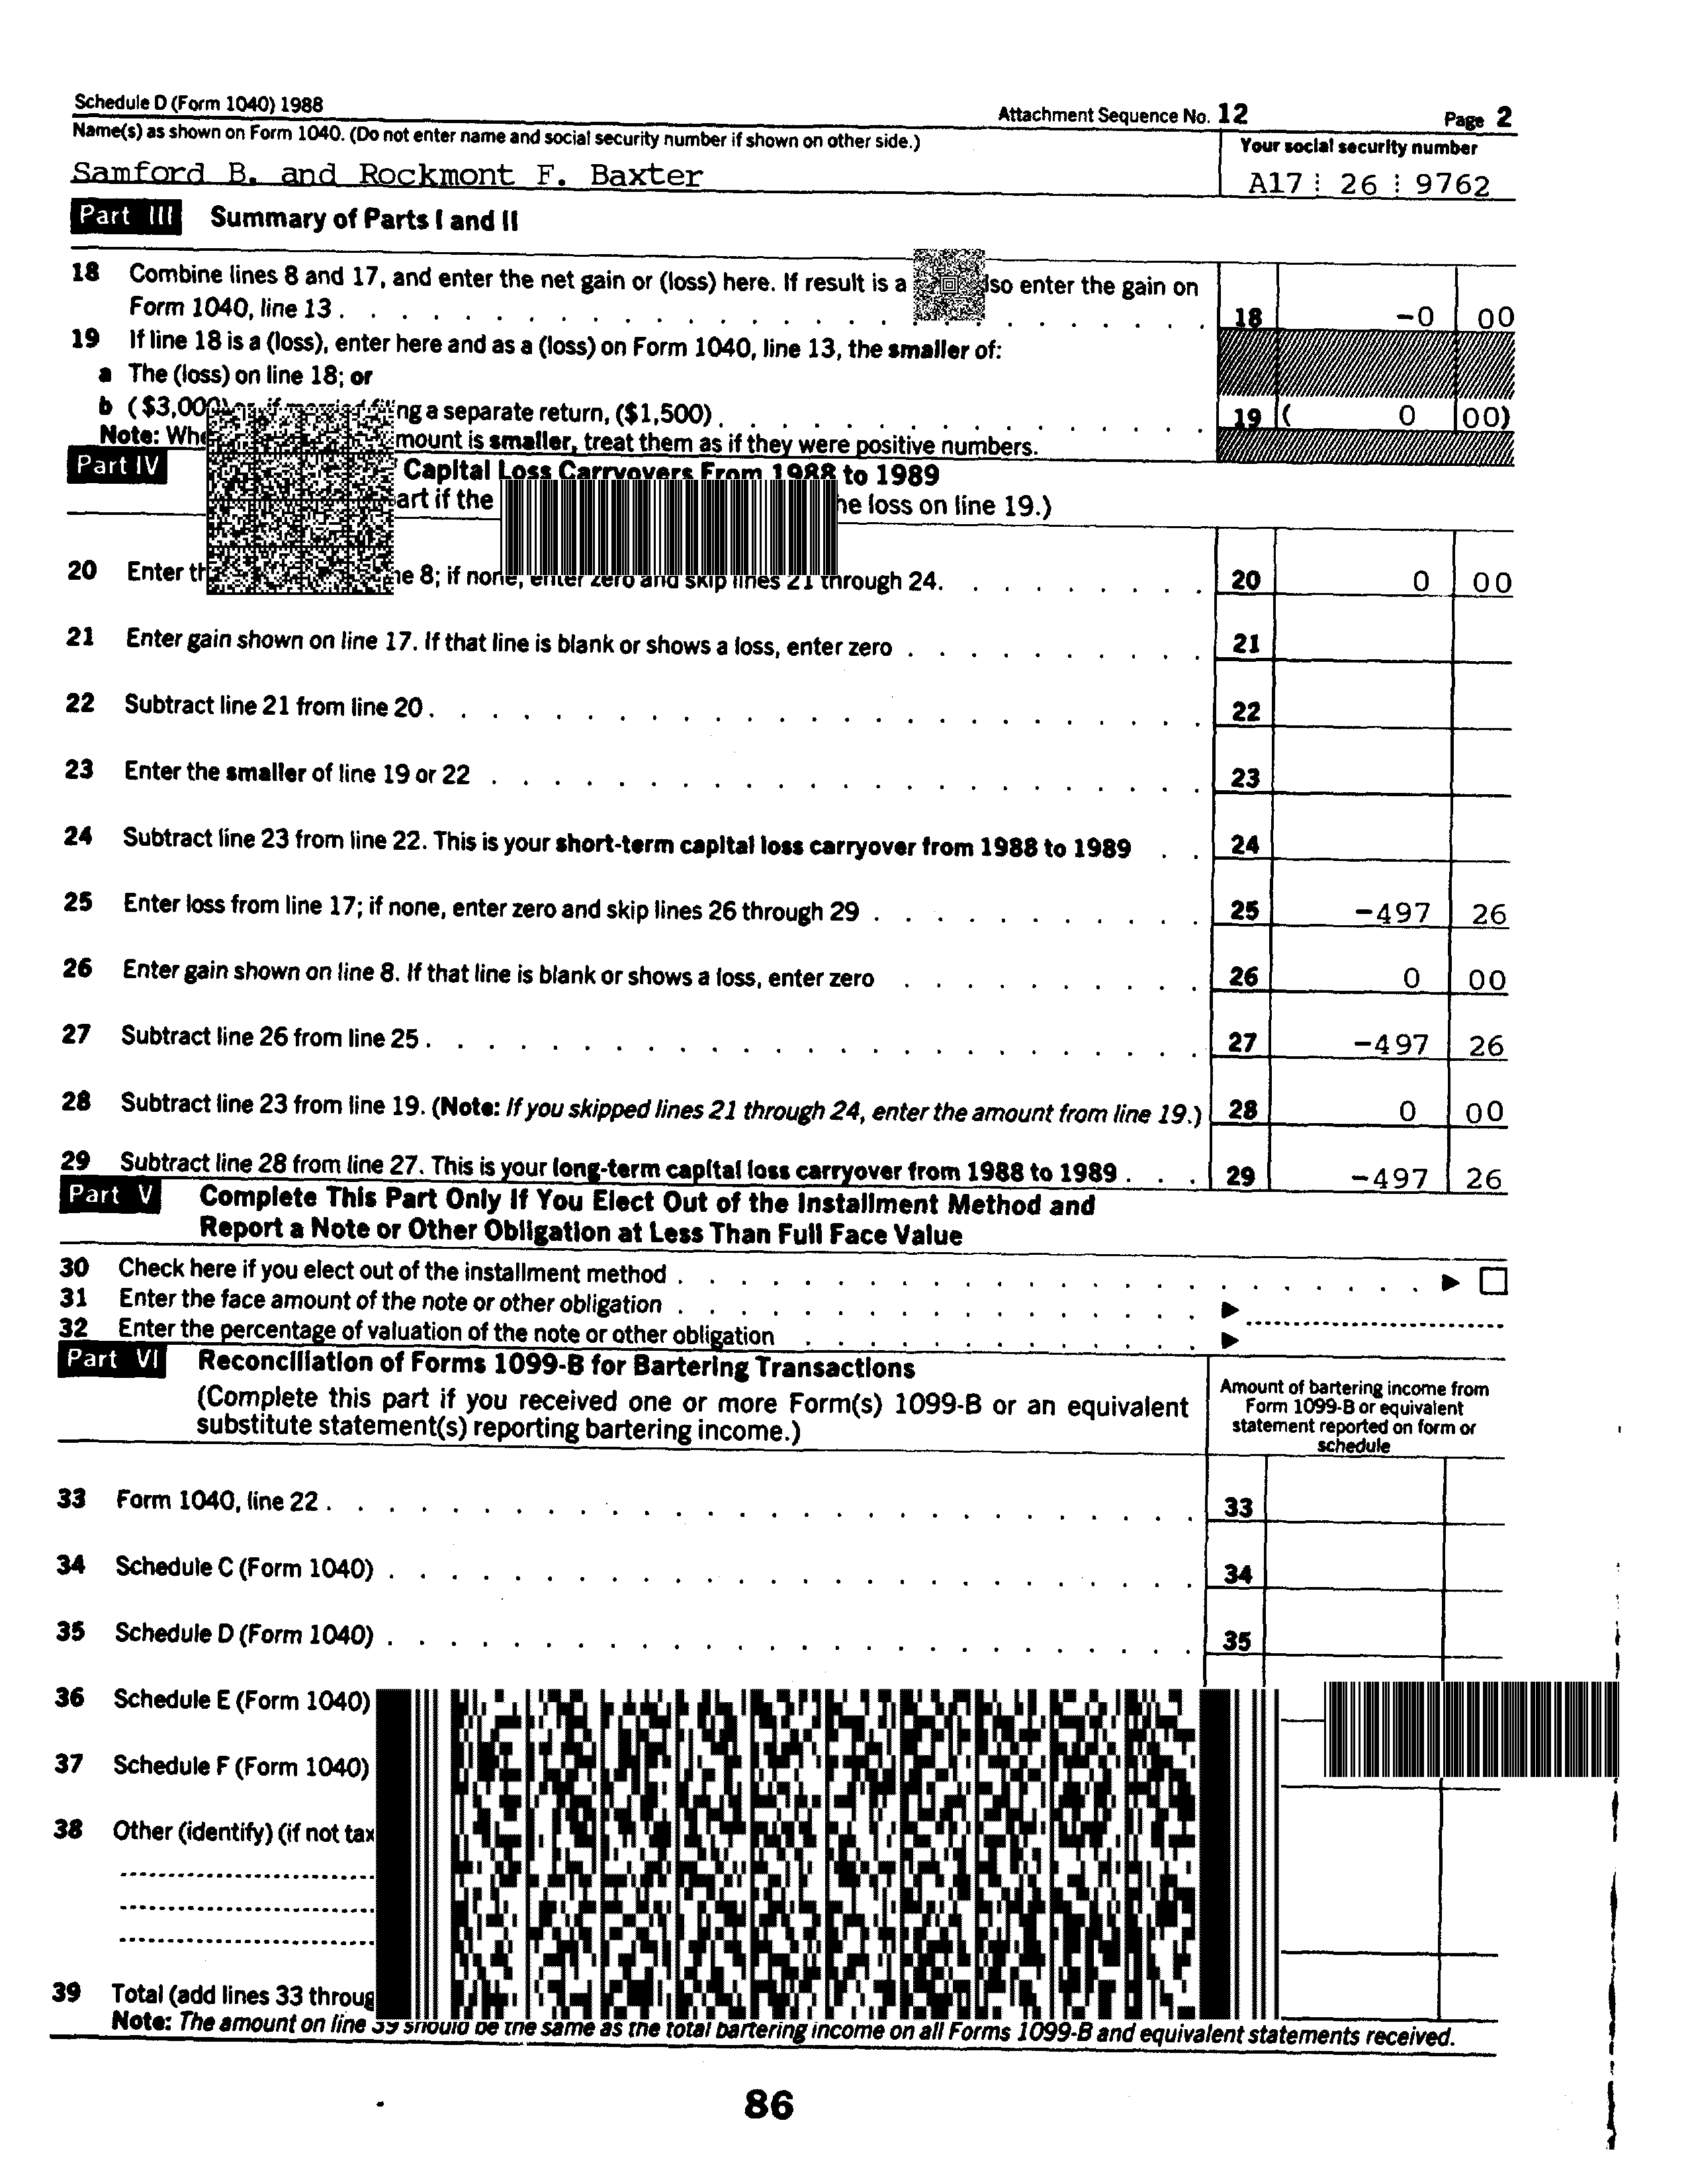 Schedule D (Form 1040) 1988 Attachment Sequence No. 12 Page 2
Name(s) as shown on Form 1040. (Do not enter name and social security number if shown on other side.) Your social security number
Samford B. and Rockmont F. Baxter A17 26 9762
Part III Summary of Parts I and II
18 Combine lines 8 and 17, and enter the net gain or (loss) here. If result is a enter the gain on
Form 1040, line 13 . . . . . 18 -0 00
19 If line 18 is a (loss), enter here and as a (loss) on Form 1040, line 13, the smaller of:
a The (loss) on line 18; or
b ($3,000) a separate return, ($1,500) . . . . . 19 ( 0 00)
Note: is smaller, treat them as if they were positive numbers.
Part IV Capital Loss Carryovers From 1988 to 1989
if the loss on line 19.)
20 Enter 8; if none, enter zero and skip lines 21 through 24. . . . . 20 0 00
21 Enter gain shown on line 17. If that line is blank or shows a loss, enter zero . . . . . 21
22 Subtract line 21 from line 20 . . . . . 22
23 Enter the smaller of line 19 or 22 . . . . . 23
24 Subtract line 23 from line 22. This is your short-term capital loss carryover from 1988 to 1989 . . 24
25 Enter loss from line 17; if none, enter zero and skip lines 26 through 29 . . . . . 25 -497 26
26 Enter gain shown on line 8. If that line is blank or shows a loss, enter zero . . . . . 26 0 00
27 Subtract line 26 from line 25 . . . . . 27 -497 26
28 Subtract line 23 from line 19. (Note: If you skipped lines 21 through 24, enter the amount from line 19.) 28 0 00
29 Subtract line 28 from line 27. This is your long-term capital loss carryover from 1988 to 1989 . . . 29 -497 26
Part V Complete This Part Only If You Elect Out of the Installment Method and
Report a Note or Other Obligation at Less Than Full Face Value
30 Check here if you elect out of the installment method . . . . . ▶ ☐
31 Enter the face amount of the note or other obligation . . . . . ▶
32 Enter the percentage of valuation of the note or other obligation . . . . . ▶
Part VI Reconciliation of Forms 1099-B for Bartering Transactions
(Complete this part if you received one or more Form(s) 1099-B or an equivalent
substitute statement(s) reporting bartering income.)
Amount of bartering income from
Form 1099-B or equivalent
statement reported on form or
schedule
33 Form 1040, line 22 . . . . . 33
34 Schedule C (Form 1040) . . . . . 34
35 Schedule D (Form 1040) . . . . . 35
36 Schedule E (Form 1040)
37 Schedule F (Form 1040)
38 Other (identify) (if not
39 Total (add lines 33
Note: The amount on line 39 should be the same as the total bartering income on all Forms 1099-B and equivalent statements received.
86